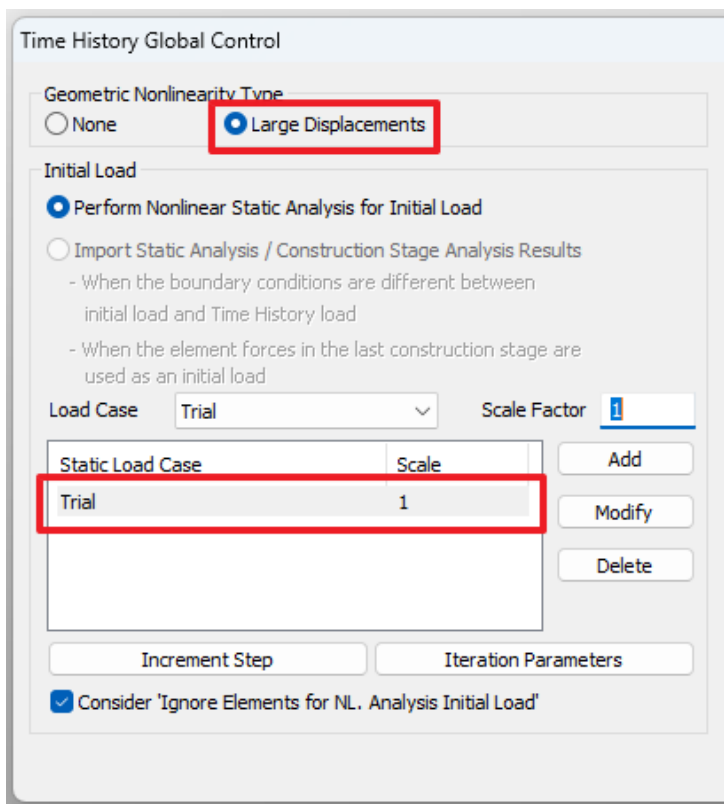 Time History Global Control
Geometric Nonlinearity Type
None Large Displacements
Initial Load
Perform Nonlinear Static Analysis for Initial Load
Import Static Analysis / Construction Stage Analysis Results
- When the boundary conditions are different between
initial load and Time History load
- When the element forces in the last construction stage are
used as an initial load
Load Case Trial Scale Factor 1
Static Load Case Scale Add
Trial 1 Modify
Delete
Increment Step Iteration Parameters
Consider 'Ignore Elements for NL. Analysis Initial Load'